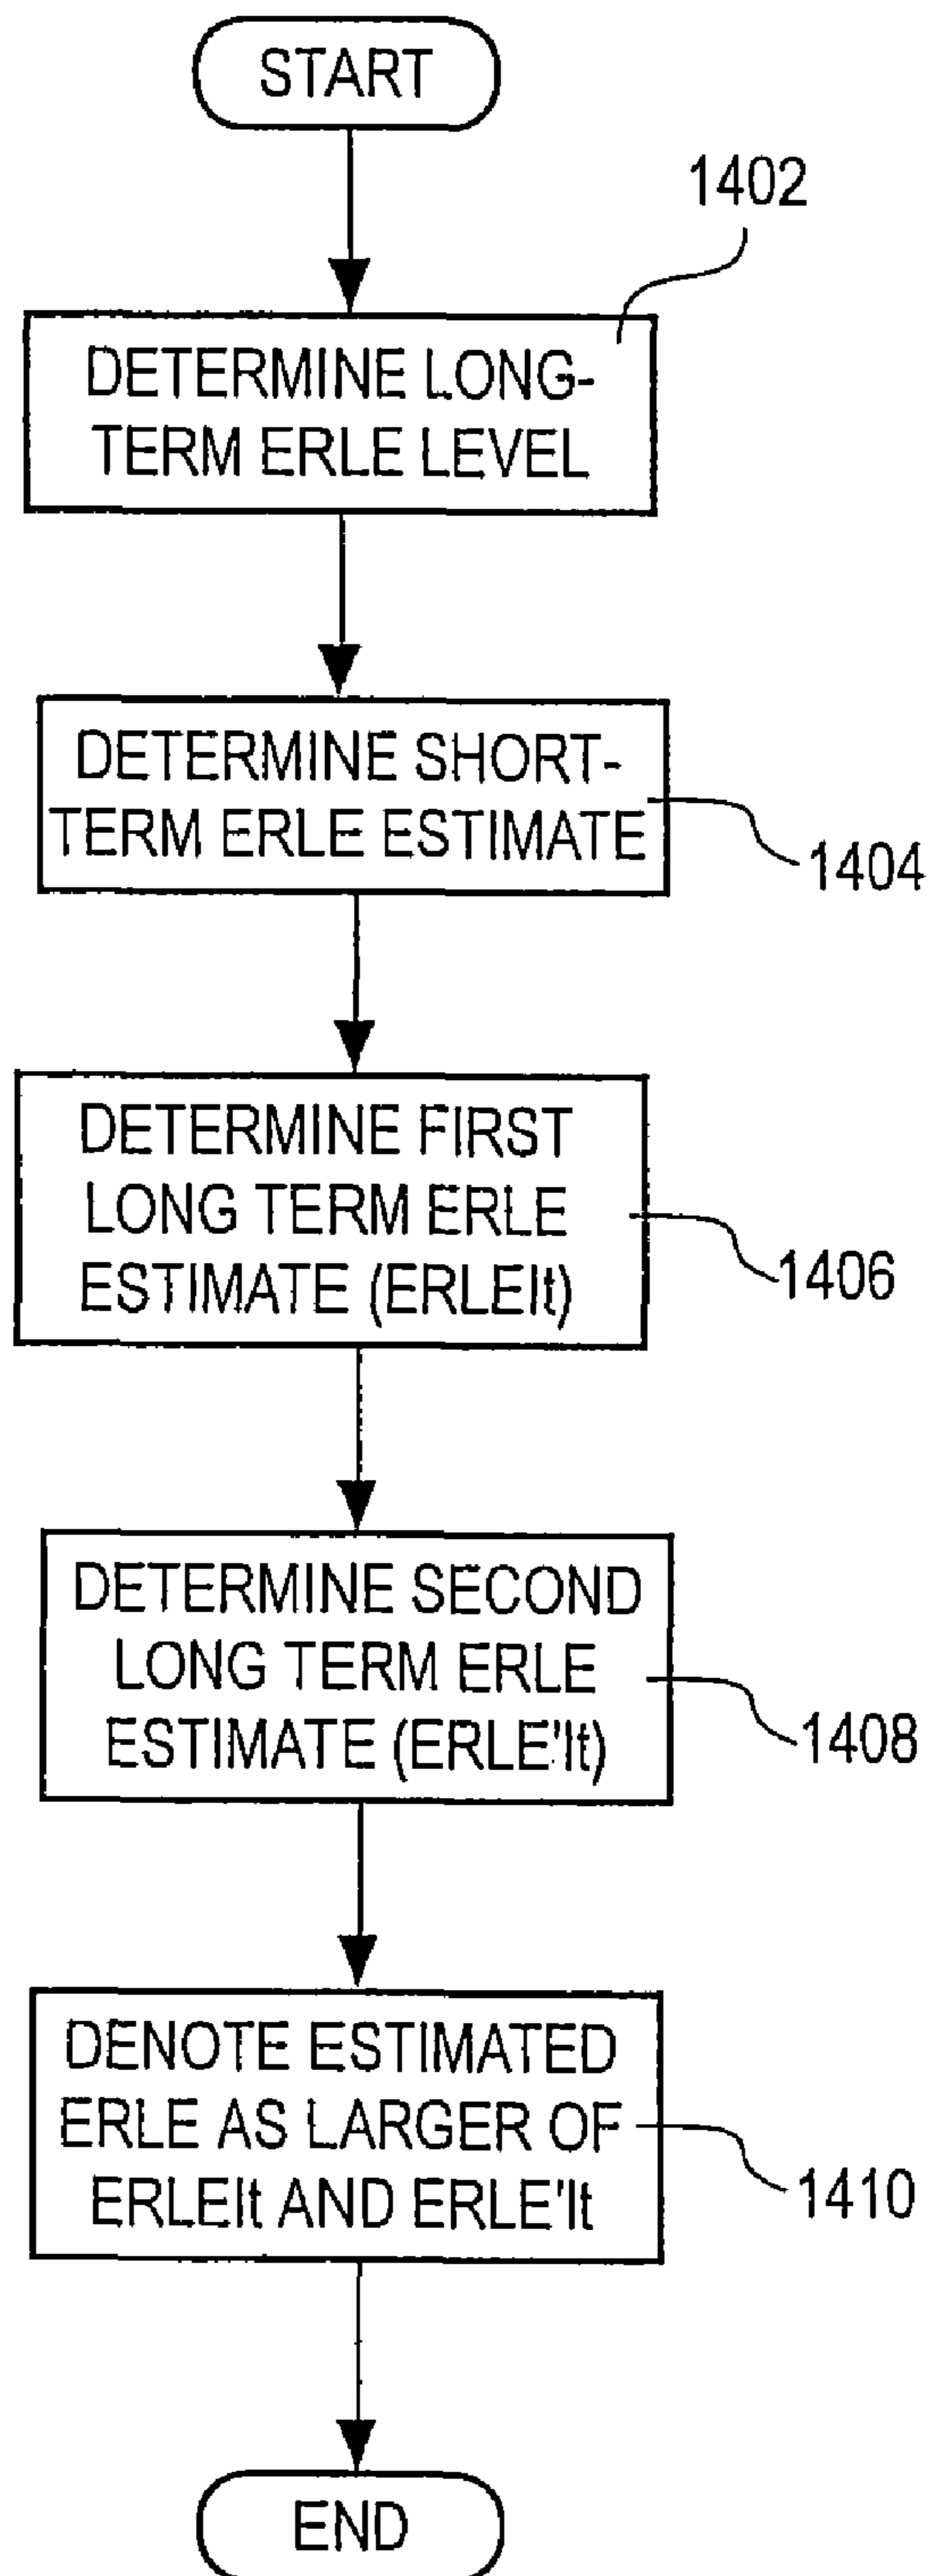 START
1402
DETERMINE LONG-
TERM ERLE LEVEL
DETERMINE SHORT-
TERM ERLE ESTIMATE
1404
DETERMINE FIRST
LONG TERM ERLE
ESTIMATE (ERLElt)
1406
DETERMINE SECOND
LONG TERM ERLE
ESTIMATE (ERLE'lt)
1408
DENOTE ESTIMATED
ERLE AS LARGER OF
ERLElt AND ERLE'lt
1410
END